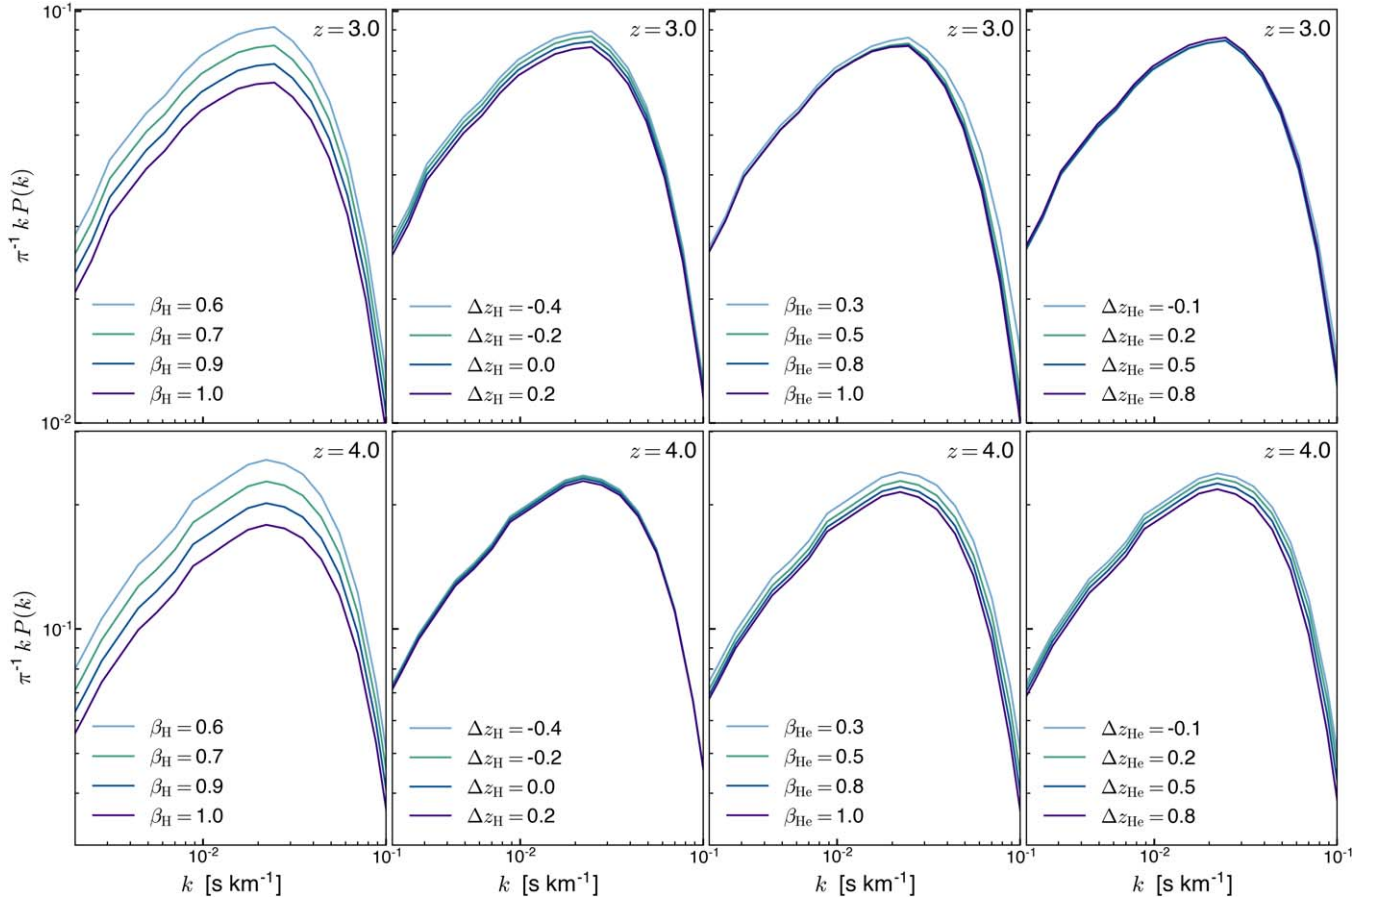 10⁻¹
z = 3.0
z = 3.0
z = 3.0
z = 3.0
π⁻¹ k P(k)
β_H = 0.6
β_H = 0.7
β_H = 0.9
β_H = 1.0
Δz_H = -0.4
Δz_H = -0.2
Δz_H = 0.0
Δz_H = 0.2
β_He = 0.3
β_He = 0.5
β_He = 0.8
β_He = 1.0
Δz_He = -0.1
Δz_He = 0.2
Δz_He = 0.5
Δz_He = 0.8
10⁻²
z = 4.0
z = 4.0
z = 4.0
z = 4.0
10⁻¹
π⁻¹ k P(k)
β_H = 0.6
β_H = 0.7
β_H = 0.9
β_H = 1.0
Δz_H = -0.4
Δz_H = -0.2
Δz_H = 0.0
Δz_H = 0.2
β_He = 0.3
β_He = 0.5
β_He = 0.8
β_He = 1.0
Δz_He = -0.1
Δz_He = 0.2
Δz_He = 0.5
Δz_He = 0.8
10⁻² 10⁻¹ 10⁻² 10⁻¹ 10⁻² 10⁻¹ 10⁻² 10⁻¹
k [s km⁻¹]
k [s km⁻¹]
k [s km⁻¹]
k [s km⁻¹]